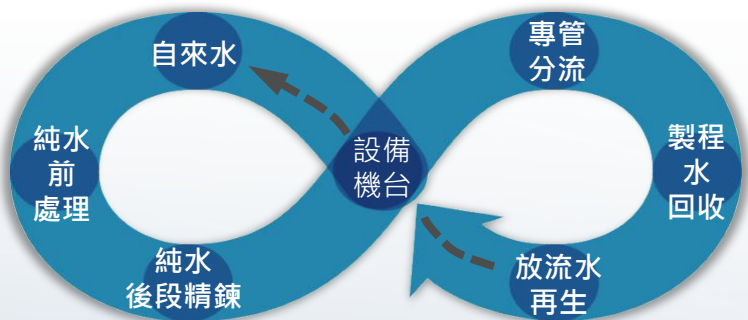 自來水
純水
前
處理
純水
後段精鍊
設備
機台
專管
分流
製程
水
回收
放流水
再生